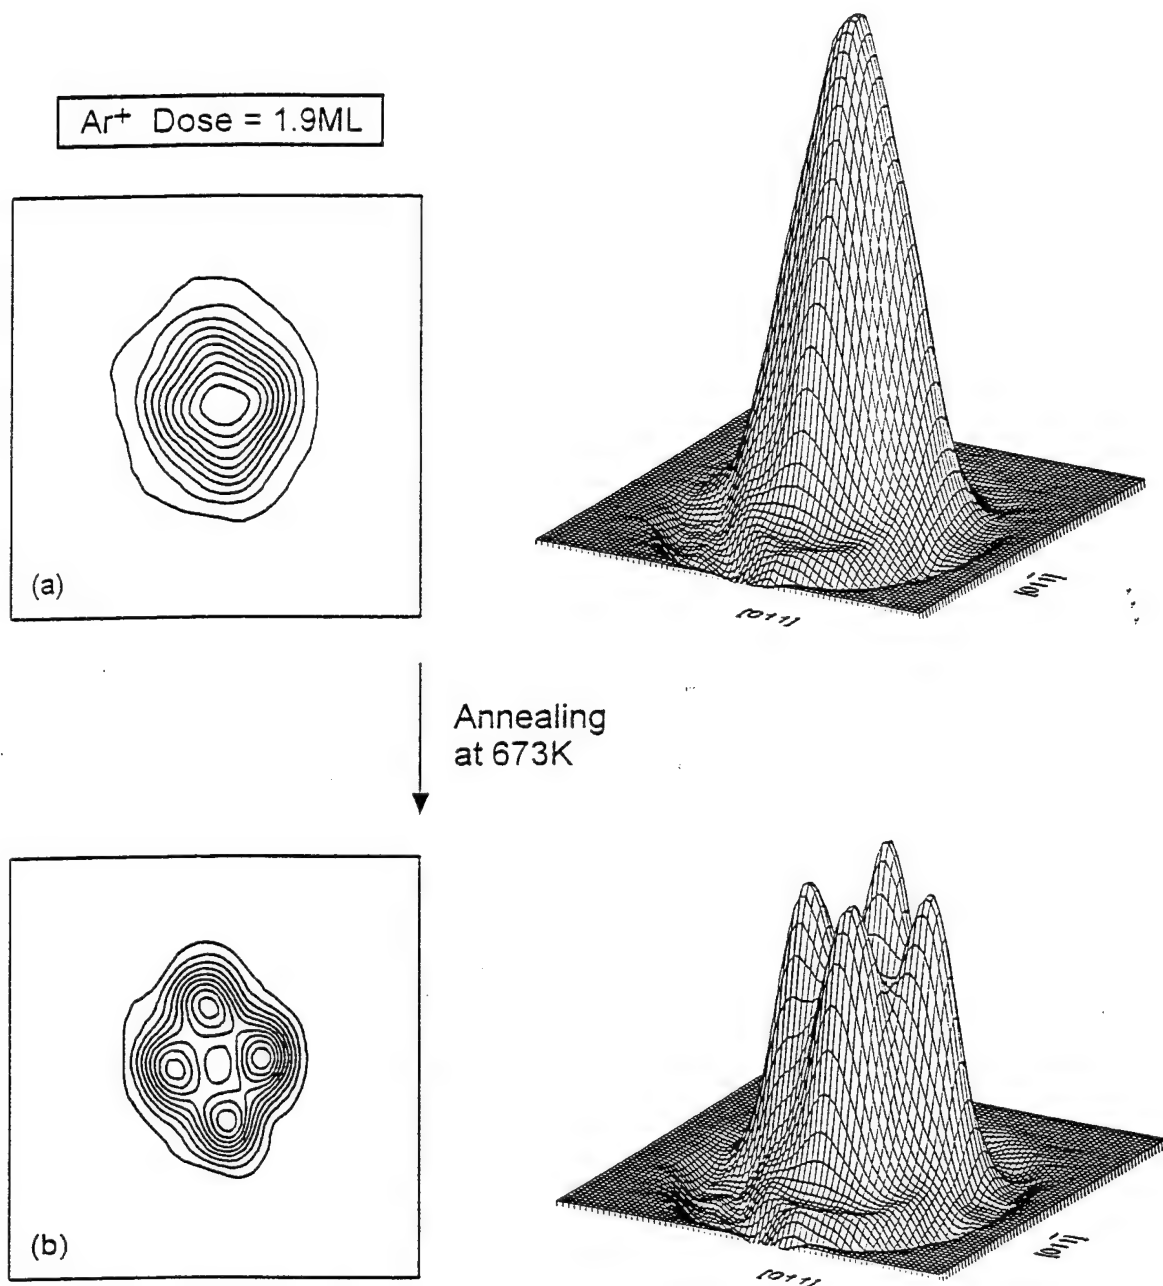 Ar⁺ Dose = 1.9ML
(a)
[011]
Annealing
at 673K
(b)
[011]